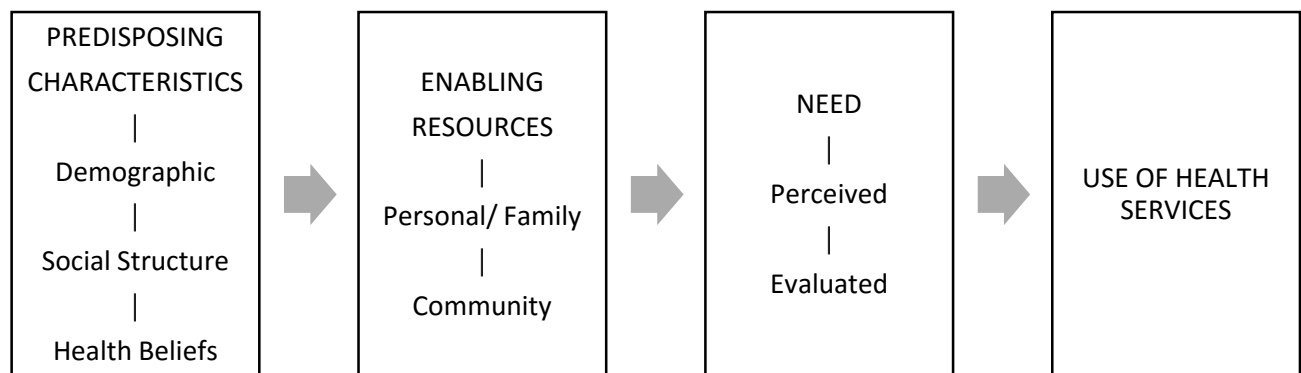 PREDISPOSING
CHARACTERISTICS
|
Demographic
|
Social Structure
|
Health Beliefs
ENABLING
RESOURCES
|
Personal/ Family
|
Community
NEED
|
Perceived
|
Evaluated
USE OF HEALTH
SERVICES